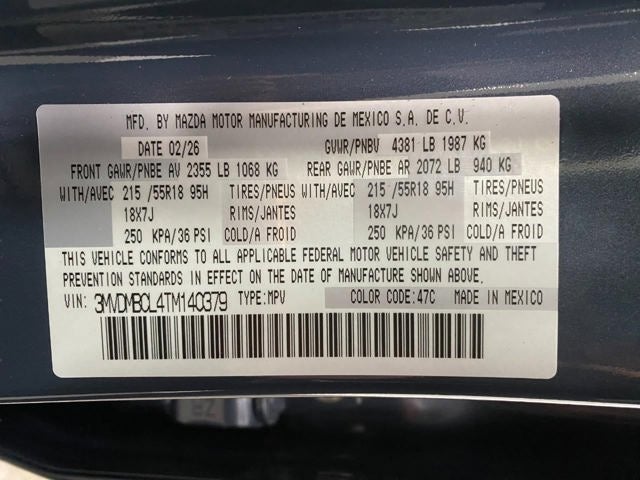 MFD. BY MAZDA MOTOR MANUFACTURING DE MEXICO S.A. DE C.V.
DATE 02/26 GVWR/PNBV 4381 LB 1987 KG
FRONT GAWR/PNBE AV 2355 LB 1068 KG REAR GAWR/PNBE AR 2072 LB 940 KG
WITH/AVEC 215 /55R18 95H TIRES/PNEUS WITH/AVEC 215 /55R18 95H TIRES/PNEUS
18X7J RIMS/JANTES 18X7J RIMS/JANTES
250 KPA/36 PSI COLD/A FROID 250 KPA/36 PSI COLD/A FROID
THIS VEHICLE CONFORMS TO ALL APPLICABLE FEDERAL MOTOR VEHICLE SAFETY AND THEFT
PREVENTION STANDARDS IN EFFECT ON THE DATE OF MANUFACTURE SHOWN ABOVE.
VIN: 3MVDMBCL4TM140379 TYPE:MPV COLOR CODE:47C MADE IN MEXICO